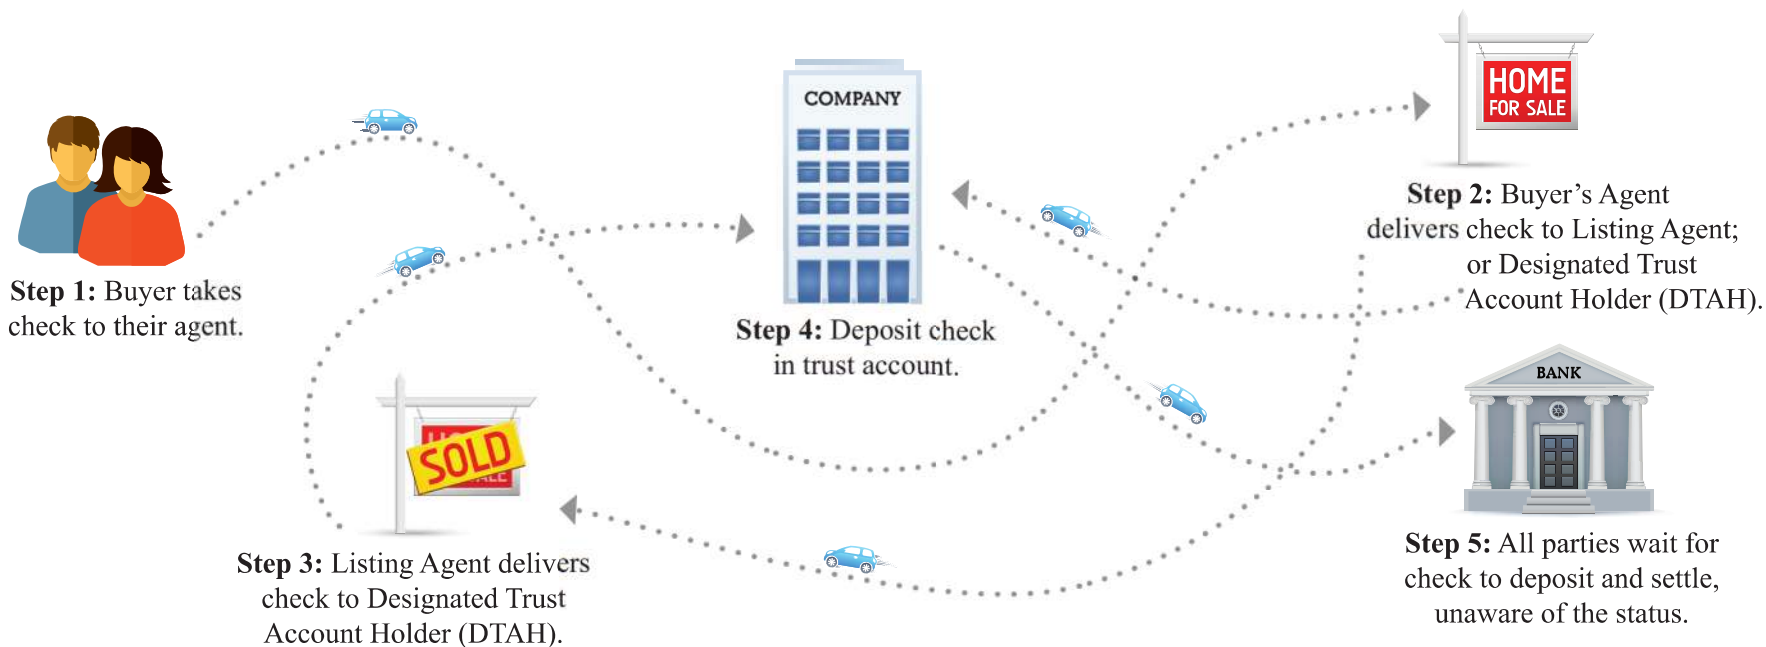 Step 1: Buyer takes
check to their agent.
HOME
FOR SALE
Step 2: Buyer’s Agent
delivers check to Listing Agent;
or Designated Trust
Account Holder (DTAH).
SOLD
Step 3: Listing Agent delivers
check to Designated Trust
Account Holder (DTAH).
COMPANY
Step 4: Deposit check
in trust account.
BANK
Step 5: All parties wait for
check to deposit and settle,
unaware of the status.